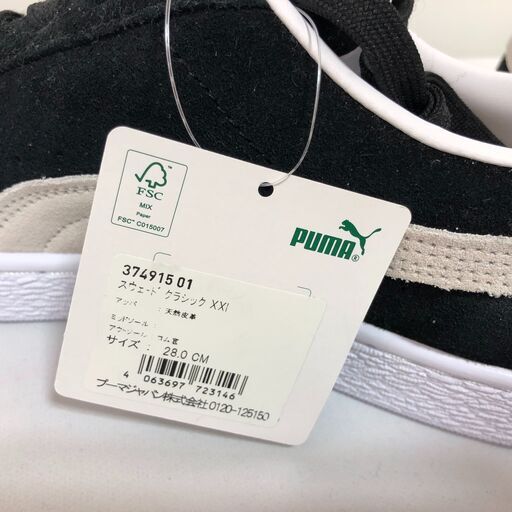 FSC
MIX
Paper
FSC™ C015007
PUMA®
374915 01
スウェード クラシック XXI
アッパー : 天然皮革
ミッドソール :
アウターソール : ゴム底
サイズ : 28.0 CM
4 063697 723146
プーマジャパン株式会社 0120-125150